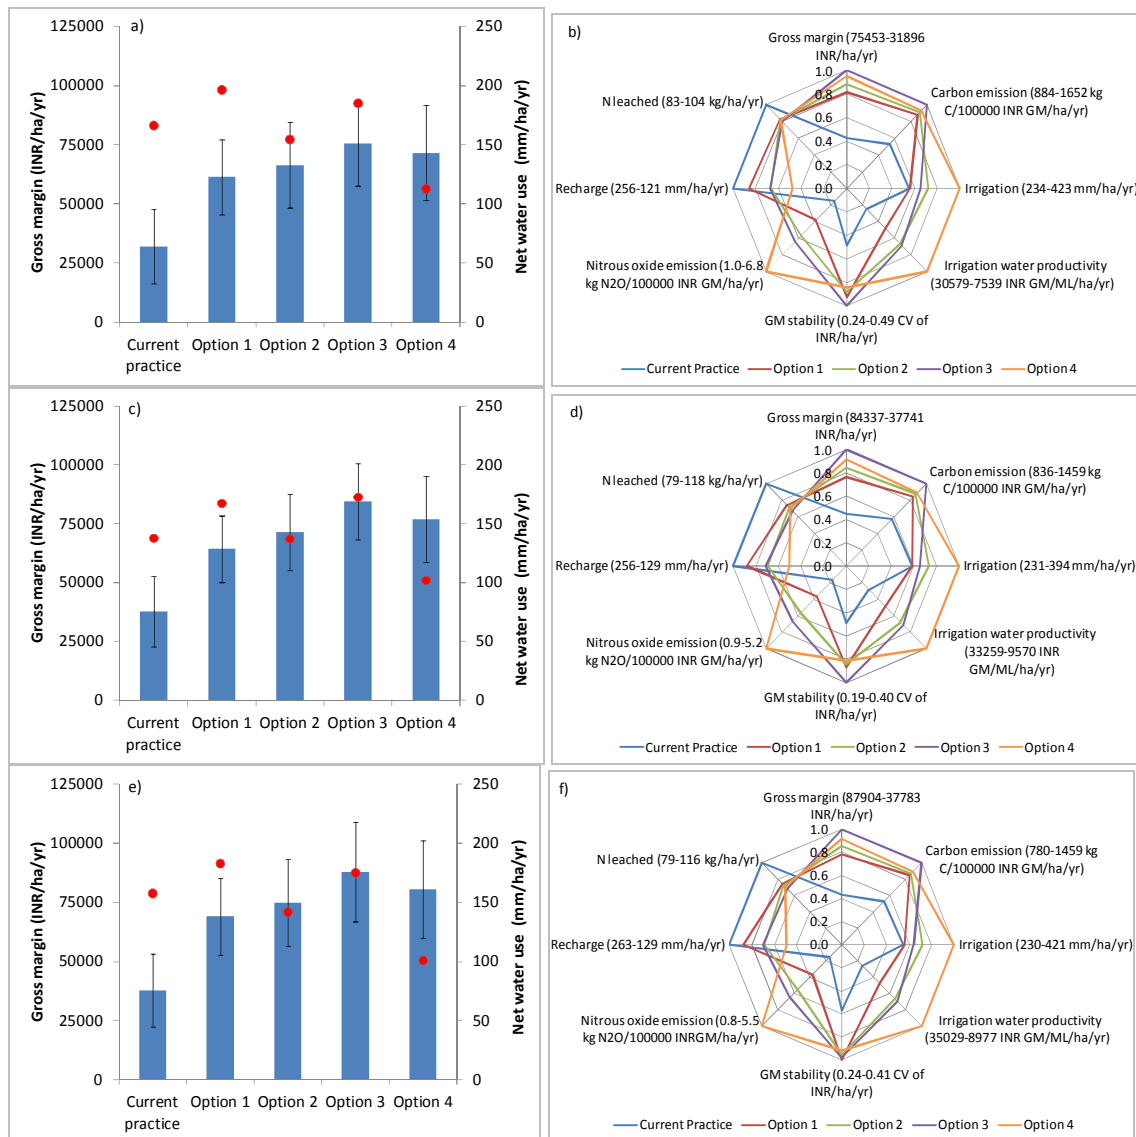 a)
Gross margin (INR/ha/yr)
125000
100000
75000
50000
25000
0
Net water use (mm/ha/yr)
250
200
150
100
50
0
Current
practice
Option 1
Option 2
Option 3
Option 4
b)
Gross margin (75453-31896
INR/ha/yr)
N leached (83-104 kg/ha/yr)
Carbon emission (884-1652 kg
C/100000 INR GM/ha/yr)
1.0
0.8
0.6
0.4
0.2
0.0
Recharge (256-121 mm/ha/yr)
Irrigation (234-423 mm/ha/yr)
Nitrous oxide emission (1.0-6.8
kg N2O/100000 INR GM/ha/yr)
Irrigation water productivity
(30579-7539 INR GM/ML/ha/yr)
GM stability (0.24-0.49 CV of
INR/ha/yr)
Current Practice Option 1 Option 2 Option 3 Option 4
c)
Gross margin (INR/ha/yr)
125000
100000
75000
50000
25000
0
Net water use (mm/ha/yr)
250
200
150
100
50
0
Current
practice
Option 1
Option 2
Option 3
Option 4
d)
Gross margin (84337-37741
INR/ha/yr)
N leached (79-118 kg/ha/yr)
Carbon emission (836-1459 kg
C/100000 INR GM/ha/yr)
1.0
0.8
0.6
0.4
0.2
0.0
Recharge (256-129 mm/ha/yr)
Irrigation (231-394 mm/ha/yr)
Nitrous oxide emission (0.9-5.2
kg N2O/100000 INR GM/ha/yr)
Irrigation water productivity
(33259-9570 INR
GM/ML/ha/yr)
GM stability (0.19-0.40 CV of
INR/ha/yr)
Current Practice Option 1 Option 2 Option 3 Option 4
e)
Gross margin (INR/ha/yr)
125000
100000
75000
50000
25000
0
Net water use (mm/ha/yr)
250
200
150
100
50
0
Current
practice
Option 1
Option 2
Option 3
Option 4
f)
Gross margin (87904-37783
INR/ha/yr)
N leached (79-116 kg/ha/yr)
Carbon emission (780-1459 kg
C/100000 INR GM/ha/yr)
1.0
0.8
0.6
0.4
0.2
0.0
Recharge (263-129 mm/ha/yr)
Irrigation (230-421 mm/ha/yr)
Nitrous oxide emission (0.8-5.5
kg N2O/100000 INRGM/ha/yr)
Irrigation water productivity
(35029-8977 INR GM/ML/ha/yr)
GM stability (0.24-0.41 CV of
INR/ha/yr)
Current Practice Option 1 Option 2 Option 3 Option 4